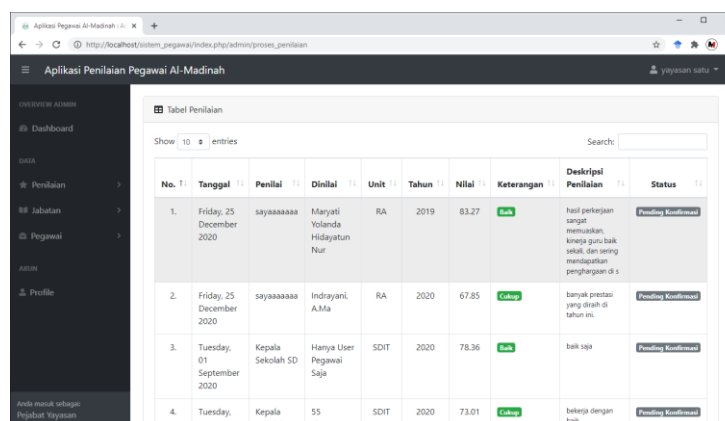 Aplikasi Pegawai Al-Madinah : A
http://localhost/sistem_pegawai/index.php/admin/proses_penilaian
M
Aplikasi Penilaian Pegawai Al-Madinah
yayasan satu
OVERVIEW ADMIN
Dashboard
DATA
Penilaian
Jabatan
Pegawai
AKUN
Profile
Anda masuk sebagai:
Pejabat Yayasan
Tabel Penilaian
Show 10 entries
Search:
No. Tanggal Penilai Dinilai Unit Tahun Nilai Keterangan Deskripsi Penilaian Status
1. Friday, 25 December 2020 sayaaaaaaa Maryati Yolanda Hidayatun Nur RA 2019 83.27 Baik hasil perkerjaan sangat memuaskan, kinerja guru baik sekali, dan sering mendapatkan penghargaan di s Pending Konfirmasi
2. Friday, 25 December 2020 sayaaaaaaa Indrayani, A.Ma RA 2020 67.85 Cukup banyak prestasi yang diraih di tahun ini. Pending Konfirmasi
3. Tuesday, 01 September 2020 Kepala Sekolah SD Hanya User Pegawai Saja SDIT 2020 78.36 Baik baik saja Pending Konfirmasi
4. Tuesday, Kepala 55 SDIT 2020 73.01 Cukup bekerja dengan baik Pending Konfirmasi